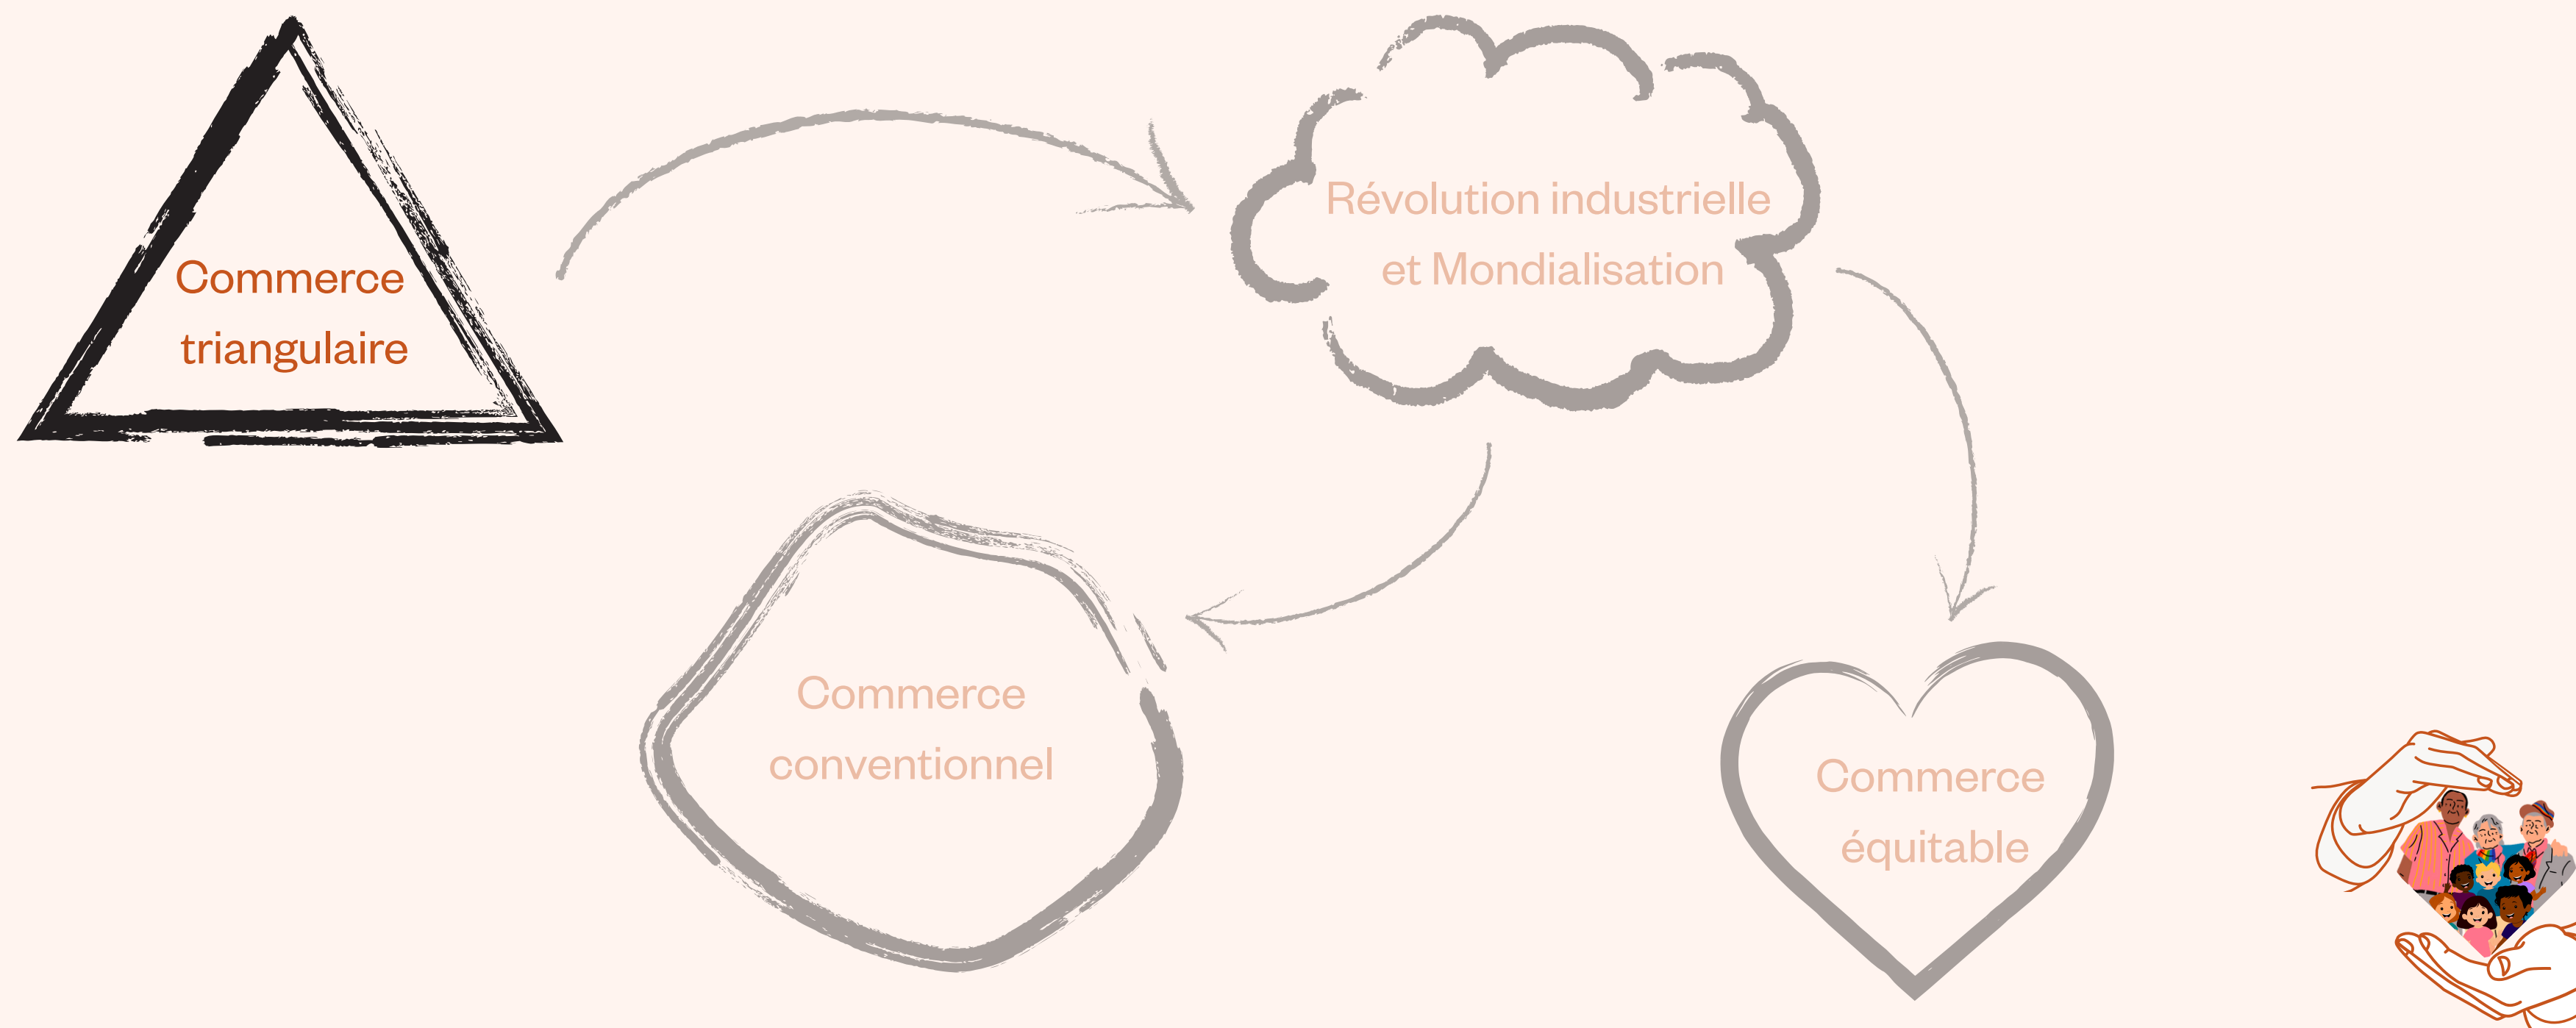 Commerce
triangulaire
Révolution industrielle
et Mondialisation
Commerce
conventionnel
Commerce
équitable